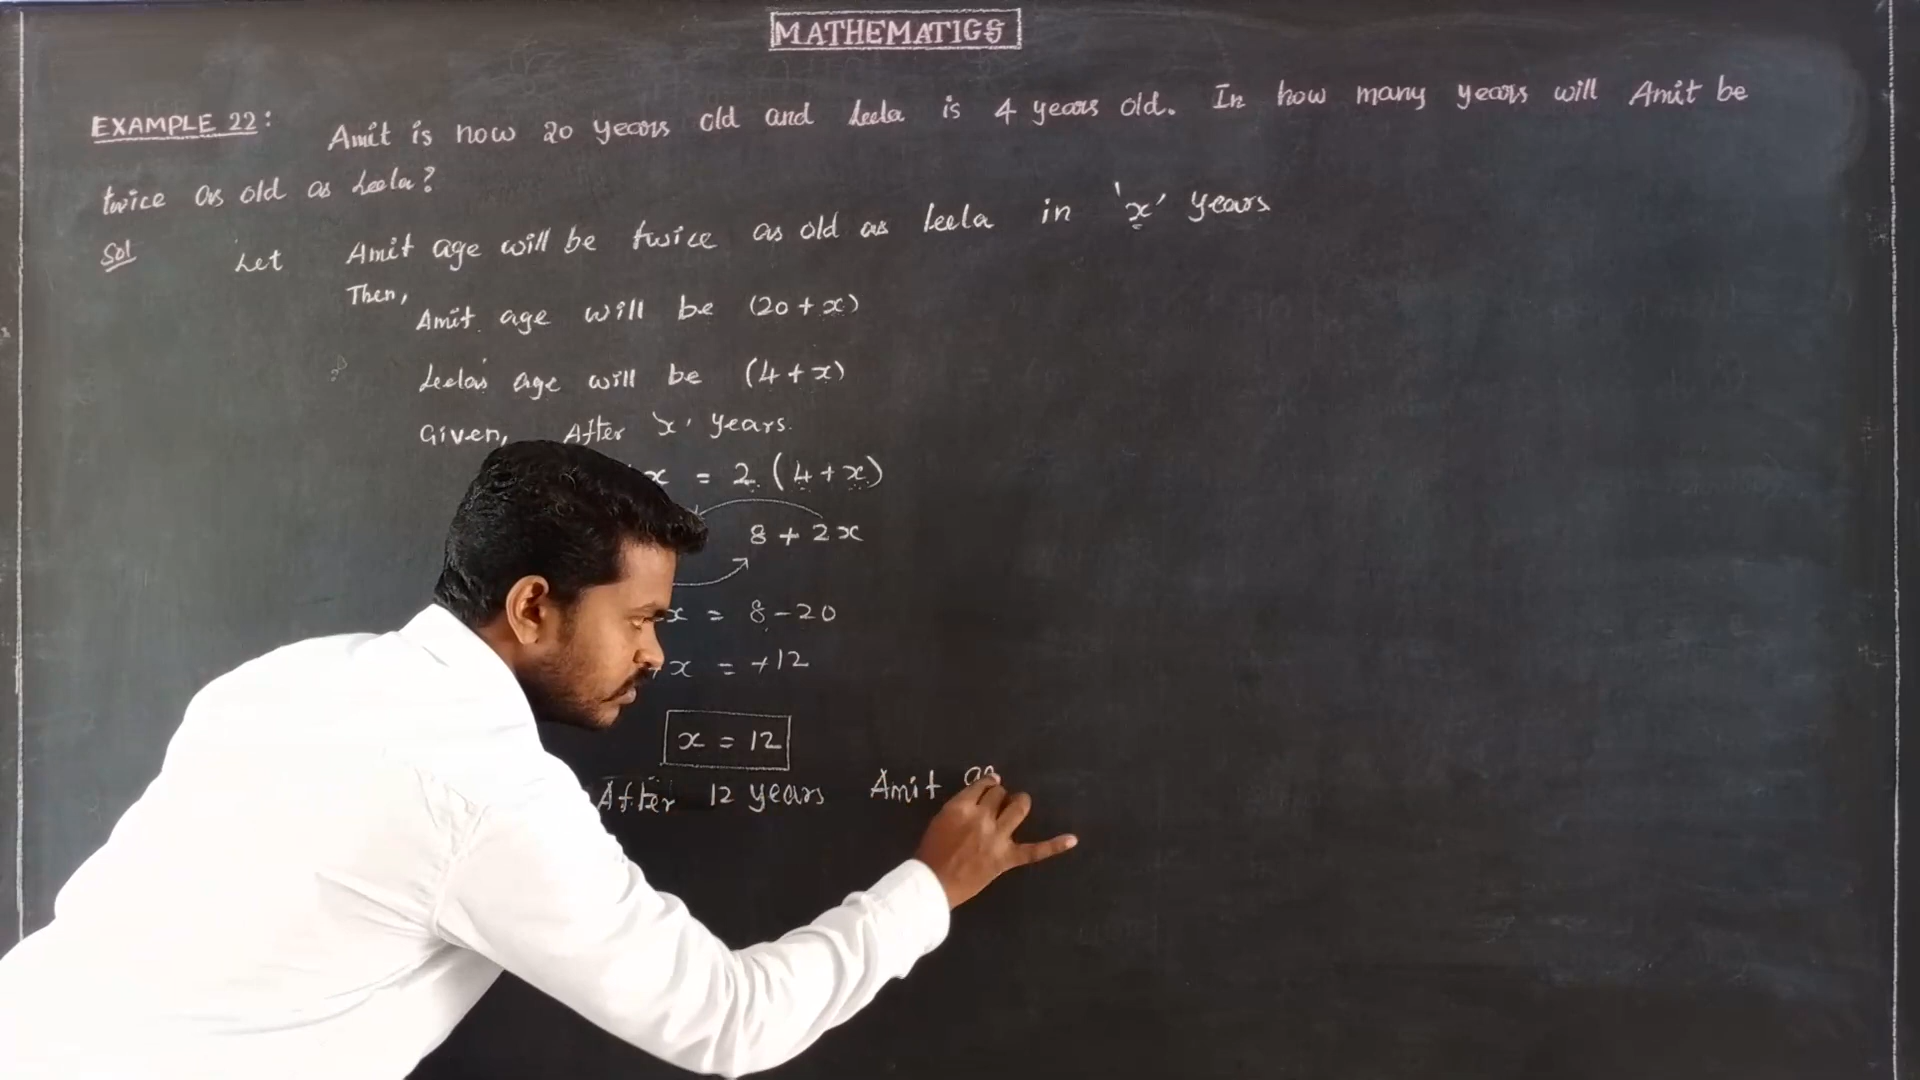 MATHEMATICS
EXAMPLE 22: Amit is now 20 years old and Leela is 4 years old. In how many years will Amit be
twice as old as Leela?
Sol Let Amit age will be twice as old as Leela in 'x' years
Then,
Amit age will be (20+x)
Leela's age will be (4+x)
Given, After 'x' years.
x = 2 (4+x)
8 + 2x
-x = 8-20
+x = +12
x = 12
After 12 years Amit